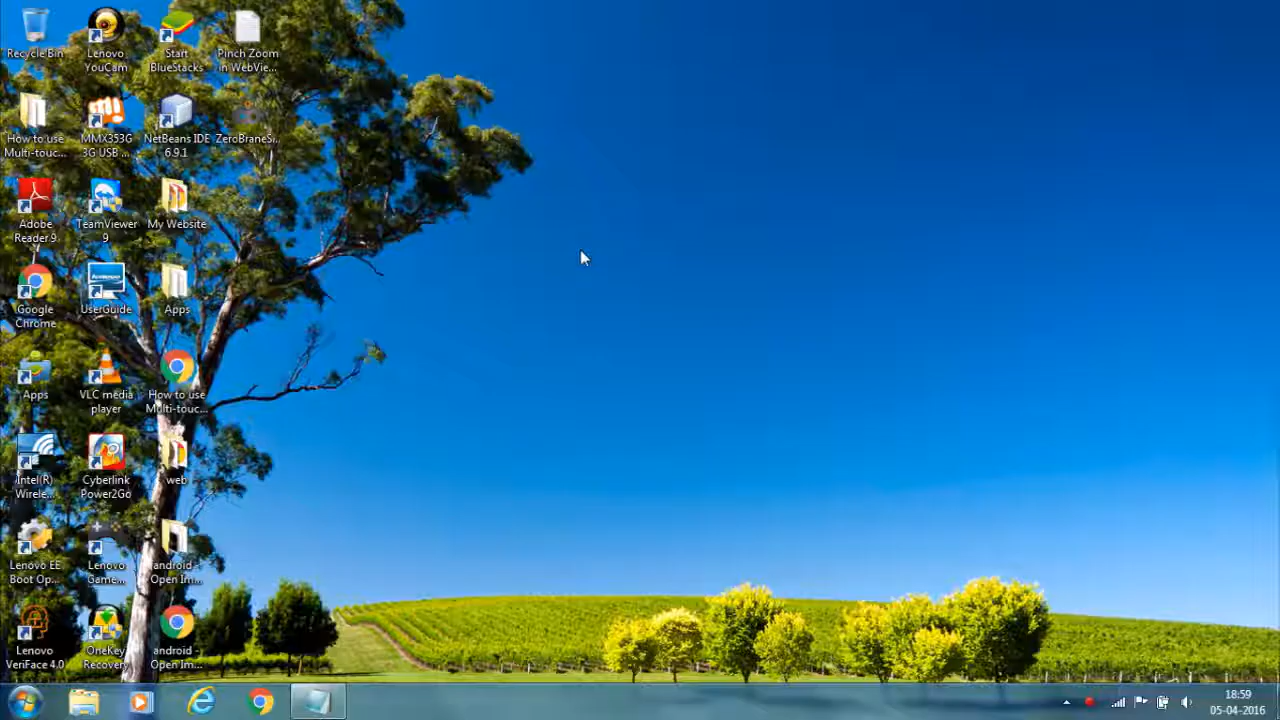 Recycle Bin
Lenovo
YouCam
Start
BlueStacks
Pinch Zoom
in WebVie...
How to use
Multi-touc...
MMX353G
3G USB ...
NetBeans IDE
6.9.1
ZeroBraneS...
Adobe
Reader 9
TeamViewer
9
My Website
Google
Chrome
UserGuide
Apps
Apps
VLC media
player
How to use
Multi-touc...
Intel(R)
Wirele...
Cyberlink
Power2Go
web
Lenovo EE
Boot Op...
Lenovo
Game...
android -
Open Im...
Lenovo
VeriFace 4.0
OneKey
Recovery
android -
Open Im...
18:59
05-04-2016